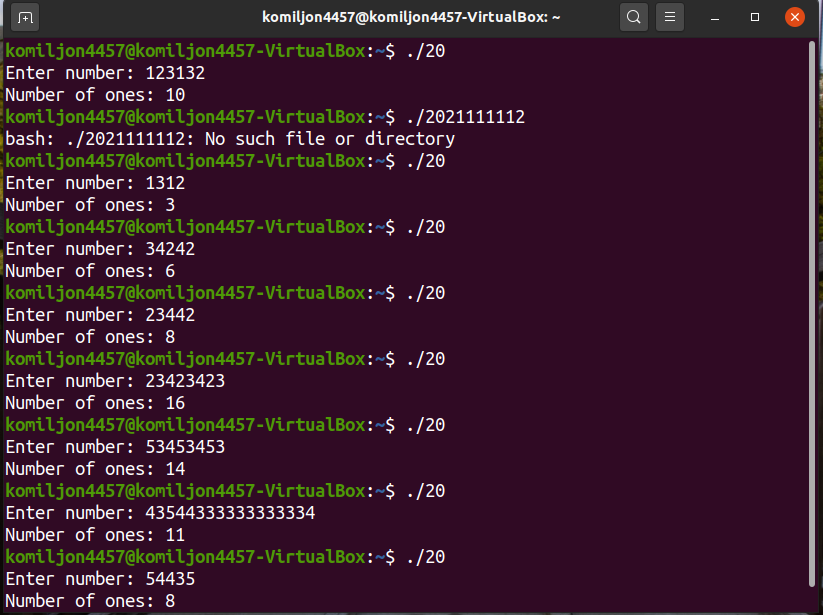 komiljon4457@komiljon4457-VirtualBox: ~
komiljon4457@komiljon4457-VirtualBox:~$ ./20
Enter number: 123132
Number of ones: 10
komiljon4457@komiljon4457-VirtualBox:~$ ./2021111112
bash: ./2021111112: No such file or directory
komiljon4457@komiljon4457-VirtualBox:~$ ./20
Enter number: 1312
Number of ones: 3
komiljon4457@komiljon4457-VirtualBox:~$ ./20
Enter number: 34242
Number of ones: 6
komiljon4457@komiljon4457-VirtualBox:~$ ./20
Enter number: 23442
Number of ones: 8
komiljon4457@komiljon4457-VirtualBox:~$ ./20
Enter number: 23423423
Number of ones: 16
komiljon4457@komiljon4457-VirtualBox:~$ ./20
Enter number: 53453453
Number of ones: 14
komiljon4457@komiljon4457-VirtualBox:~$ ./20
Enter number: 43544333333333334
Number of ones: 11
komiljon4457@komiljon4457-VirtualBox:~$ ./20
Enter number: 54435
Number of ones: 8